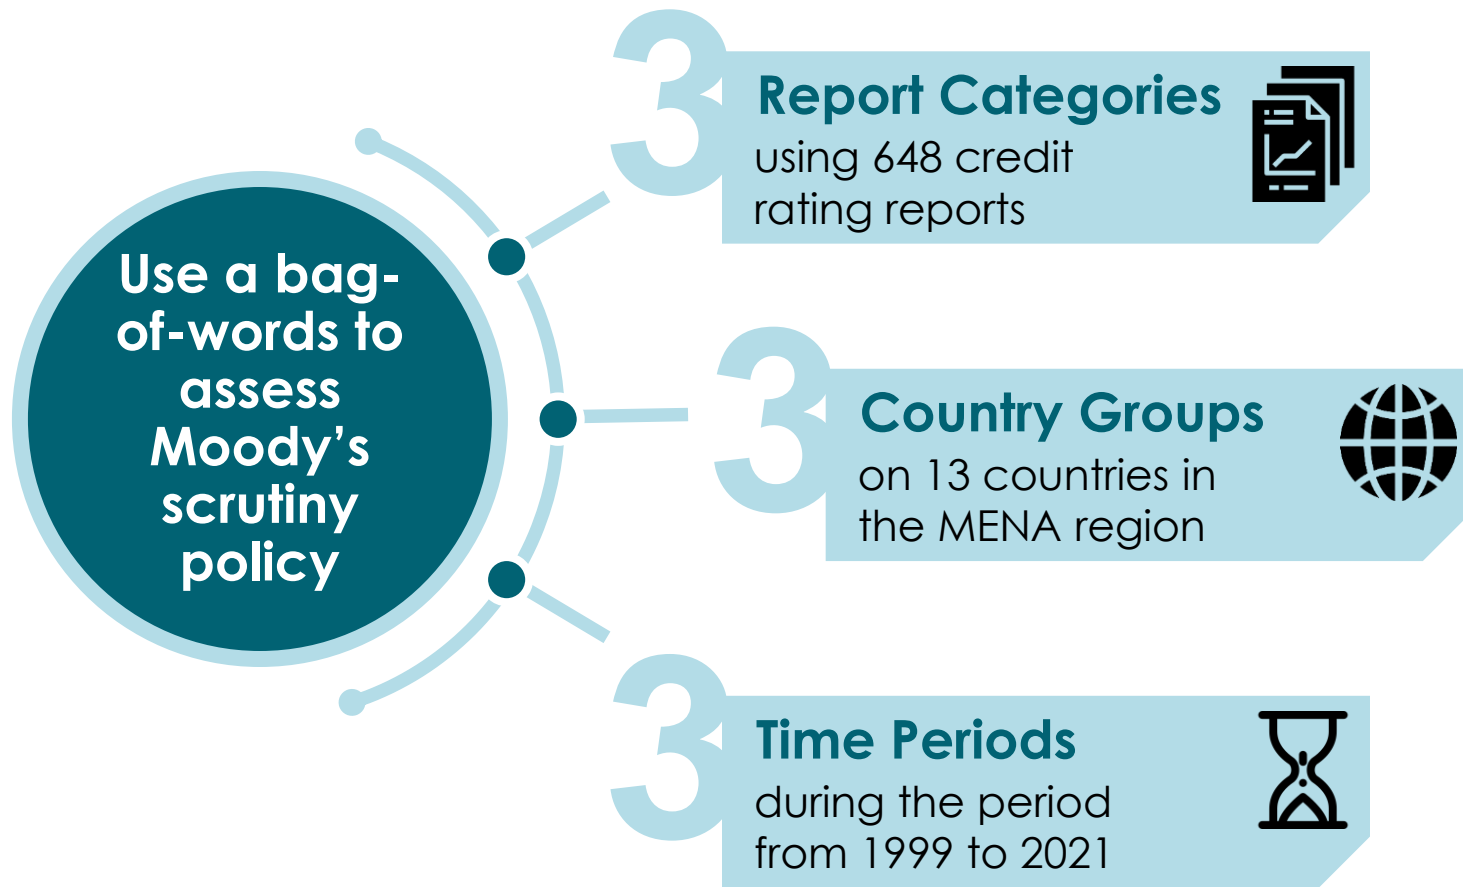 Use a bag-
of-words to
assess
Moody's
scrutiny
policy
3
Report Categories
using 648 credit
rating reports
3
Country Groups
on 13 countries in
the MENA region
3
Time Periods
during the period
from 1999 to 2021